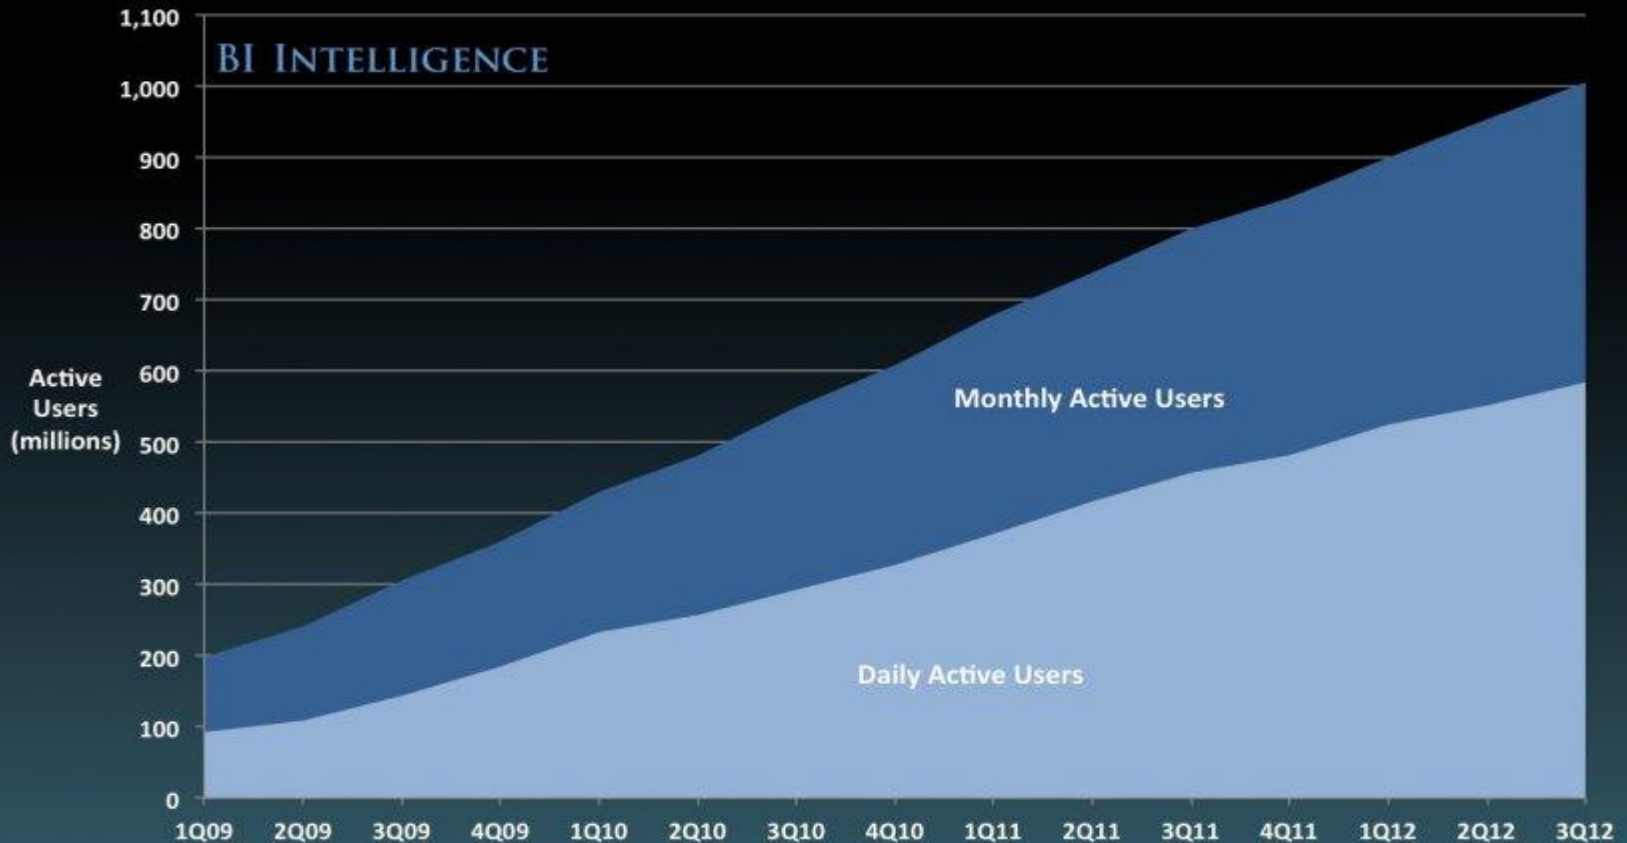 1,100
BI INTELLIGENCE
1,000
900
800
700
600
Active
Users
(millions)
500
400
300
200
100
0
Monthly Active Users
Daily Active Users
1Q09 2Q09 3Q09 4Q09 1Q10 2Q10 3Q10 4Q10 1Q11 2Q11 3Q11 4Q11 1Q12 2Q12 3Q12